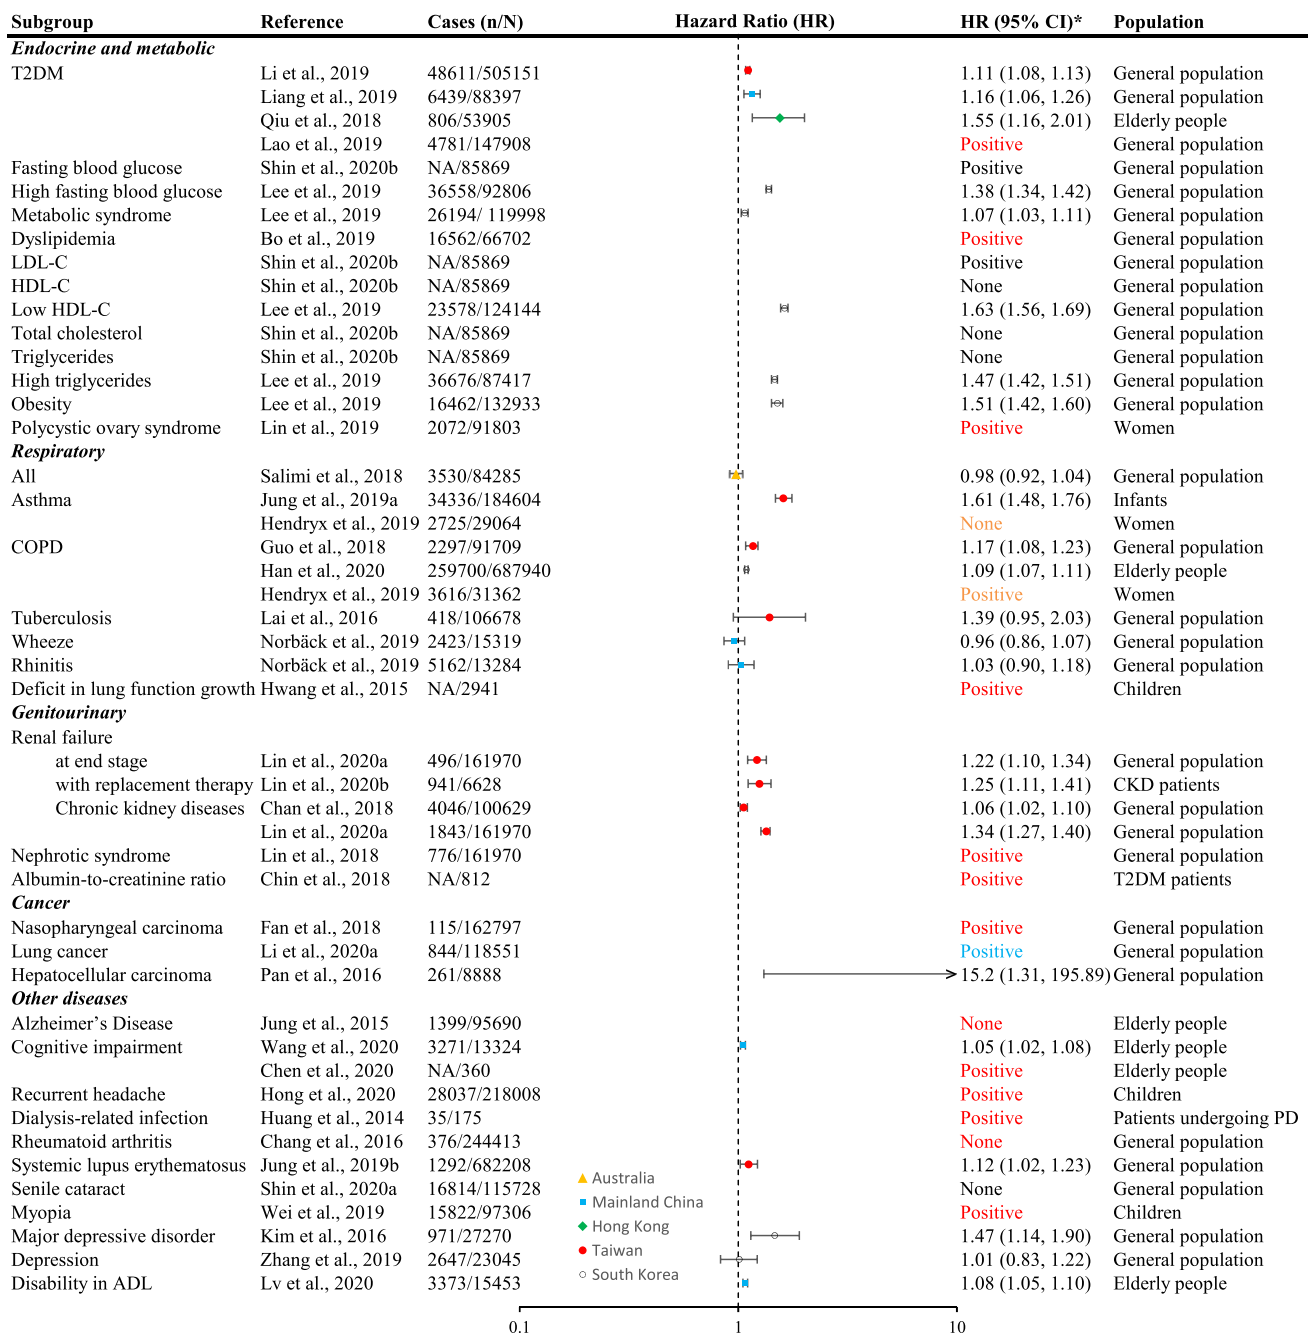 Subgroup Reference Cases (n/N) Hazard Ratio (HR) HR (95% CI)* Population
Endocrine and metabolic
T2DM Li et al., 2019 48611/505151 1.11 (1.08, 1.13) General population
Liang et al., 2019 6439/88397 1.16 (1.06, 1.26) General population
Qiu et al., 2018 806/53905 1.55 (1.16, 2.01) Elderly people
Lao et al., 2019 4781/147908 Positive General population
Fasting blood glucose Shin et al., 2020b NA/85869 Positive General population
High fasting blood glucose Lee et al., 2019 36558/92806 1.38 (1.34, 1.42) General population
Metabolic syndrome Lee et al., 2019 26194/ 119998 1.07 (1.03, 1.11) General population
Dyslipidemia Bo et al., 2019 16562/66702 Positive General population
LDL-C Shin et al., 2020b NA/85869 Positive General population
HDL-C Shin et al., 2020b NA/85869 None General population
Low HDL-C Lee et al., 2019 23578/124144 1.63 (1.56, 1.69) General population
Total cholesterol Shin et al., 2020b NA/85869 None General population
Triglycerides Shin et al., 2020b NA/85869 None General population
High triglycerides Lee et al., 2019 36676/87417 1.47 (1.42, 1.51) General population
Obesity Lee et al., 2019 16462/132933 1.51 (1.42, 1.60) General population
Polycystic ovary syndrome Lin et al., 2019 2072/91803 Positive Women
Respiratory
All Salimi et al., 2018 3530/84285 0.98 (0.92, 1.04) General population
Asthma Jung et al., 2019a 34336/184604 1.61 (1.48, 1.76) Infants
Hendryx et al., 2019 2725/29064 None Women
COPD Guo et al., 2018 2297/91709 1.17 (1.08, 1.23) General population
Han et al., 2020 259700/687940 1.09 (1.07, 1.11) Elderly people
Hendryx et al., 2019 3616/31362 Positive Women
Tuberculosis Lai et al., 2016 418/106678 1.39 (0.95, 2.03) General population
Wheeze Norbäck et al., 2019 2423/15319 0.96 (0.86, 1.07) General population
Rhinitis Norbäck et al., 2019 5162/13284 1.03 (0.90, 1.18) General population
Deficit in lung function growth Hwang et al., 2015 NA/2941 Positive Children
Genitourinary
Renal failure
at end stage Lin et al., 2020a 496/161970 1.22 (1.10, 1.34) General population
with replacement therapy Lin et al., 2020b 941/6628 1.25 (1.11, 1.41) CKD patients
Chronic kidney diseases Chan et al., 2018 4046/100629 1.06 (1.02, 1.10) General population
Lin et al., 2020a 1843/161970 1.34 (1.27, 1.40) General population
Nephrotic syndrome Lin et al., 2018 776/161970 Positive General population
Albumin-to-creatinine ratio Chin et al., 2018 NA/812 Positive T2DM patients
Cancer
Nasopharyngeal carcinoma Fan et al., 2018 115/162797 Positive General population
Lung cancer Li et al., 2020a 844/118551 Positive General population
Hepatocellular carcinoma Pan et al., 2016 261/8888 15.2 (1.31, 195.89) General population
Other diseases
Alzheimer's Disease Jung et al., 2015 1399/95690 None Elderly people
Cognitive impairment Wang et al., 2020 3271/13324 1.05 (1.02, 1.08) Elderly people
Chen et al., 2020 NA/360 Positive Elderly people
Recurrent headache Hong et al., 2020 28037/218008 Positive Children
Dialysis-related infection Huang et al., 2014 35/175 Positive Patients undergoing PD
Rheumatoid arthritis Chang et al., 2016 376/244413 None General population
Systemic lupus erythematosus Jung et al., 2019b 1292/682208 1.12 (1.02, 1.23) General population
Australia
Senile cataract Shin et al., 2020a 16814/115728 None General population
Mainland China
Myopia Wei et al., 2019 15822/97306 Positive Children
Hong Kong
Major depressive disorder Kim et al., 2016 971/27270 1.47 (1.14, 1.90) General population
Taiwan
Depression Zhang et al., 2019 2647/23045 1.01 (0.83, 1.22) General population
South Korea
Disability in ADL Lv et al., 2020 3373/15453 1.08 (1.05, 1.10) Elderly people
0.1 1 10